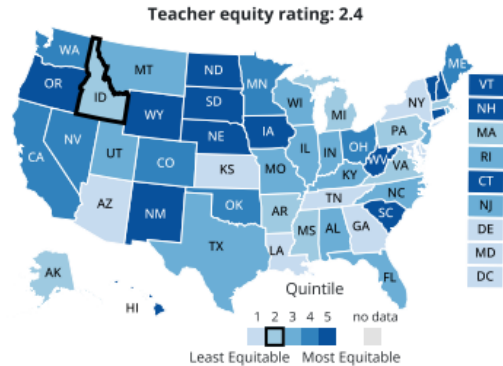 Teacher equity rating: 2.4
WA
MT
ND
MN
ME
OR
ID
SD
WI
MI
NY
WY
NE
IA
PA
NV
UT
CO
KS
IL
IN
OH
WV
VA
CA
MO
KY
NC
AZ
NM
OK
AR
TN
SC
TX
LA
MS
AL
GA
FL
AK
HI
VT
NH
MA
RI
CT
NJ
DE
MD
DC
Quintile
1 2 3 4 5 no data
Least Equitable Most Equitable